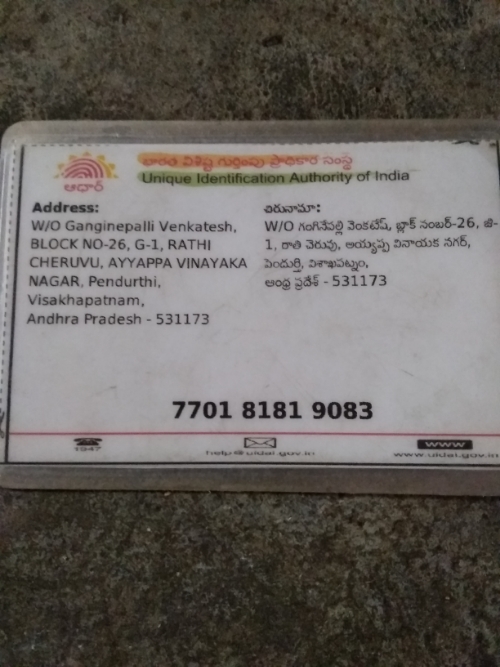 భారత విశిష్ట గుర్తింపు ప్రాధికార సంస్థ
Unique Identification Authority of India
ఆధార్
Address:
W/O Ganginepalli Venkatesh,
BLOCK NO-26, G-1, RATHI
CHERUVU, AYYAPPA VINAYAKA
NAGAR, Pendurthi,
Visakhapatnam,
Andhra Pradesh - 531173
చిరునామా:
W/O గంగినేపల్లి వెంకటేష్, బ్లాక్ నంబర్-26, జి-
1, రాతి చెరువు, అయ్యప్ప వినాయక నగర్,
పెందుర్తి, విశాఖపట్నం,
ఆంధ్ర ప్రదేశ్ - 531173
7701 8181 9083
1947
help@uidai.gov.in
WWW
www.uidai.gov.in